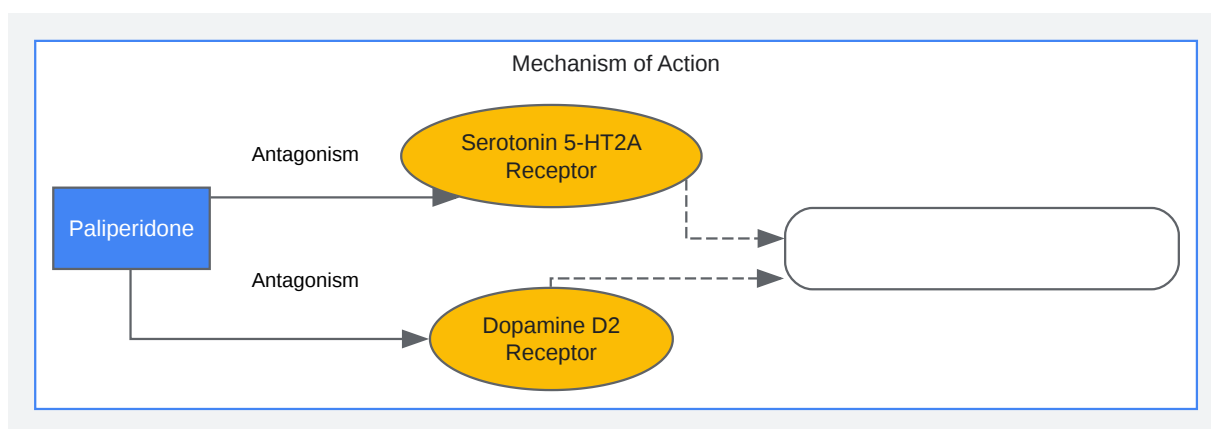 Mechanism of Action
Antagonism
Serotonin 5-HT2A
Receptor
Paliperidone
Antagonism
Dopamine D2
Receptor